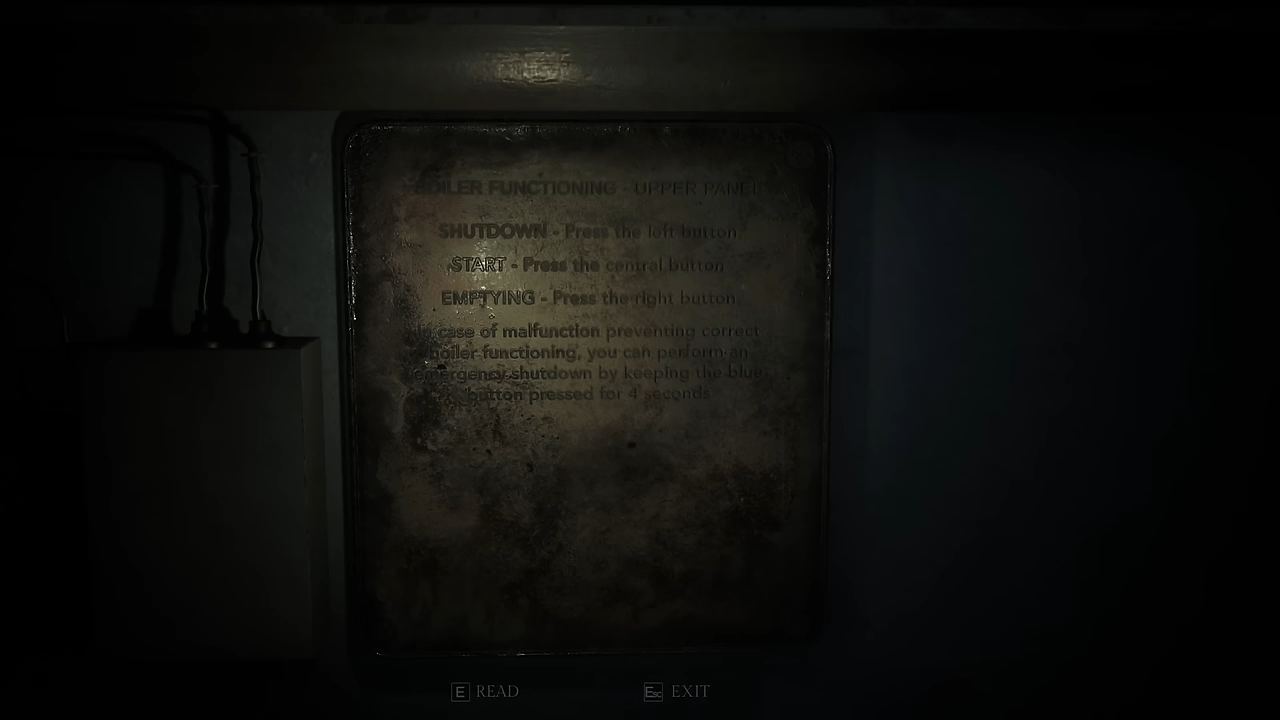 BOILER FUNCTIONING - UPPER PANEL
SHUTDOWN - Press the left button
START - Press the central button
EMPTYING - Press the right button
In case of malfunction preventing correct
boiler functioning, you can perform an
emergency shutdown by keeping the blue
button pressed for 4 seconds
E READ
Esc EXIT